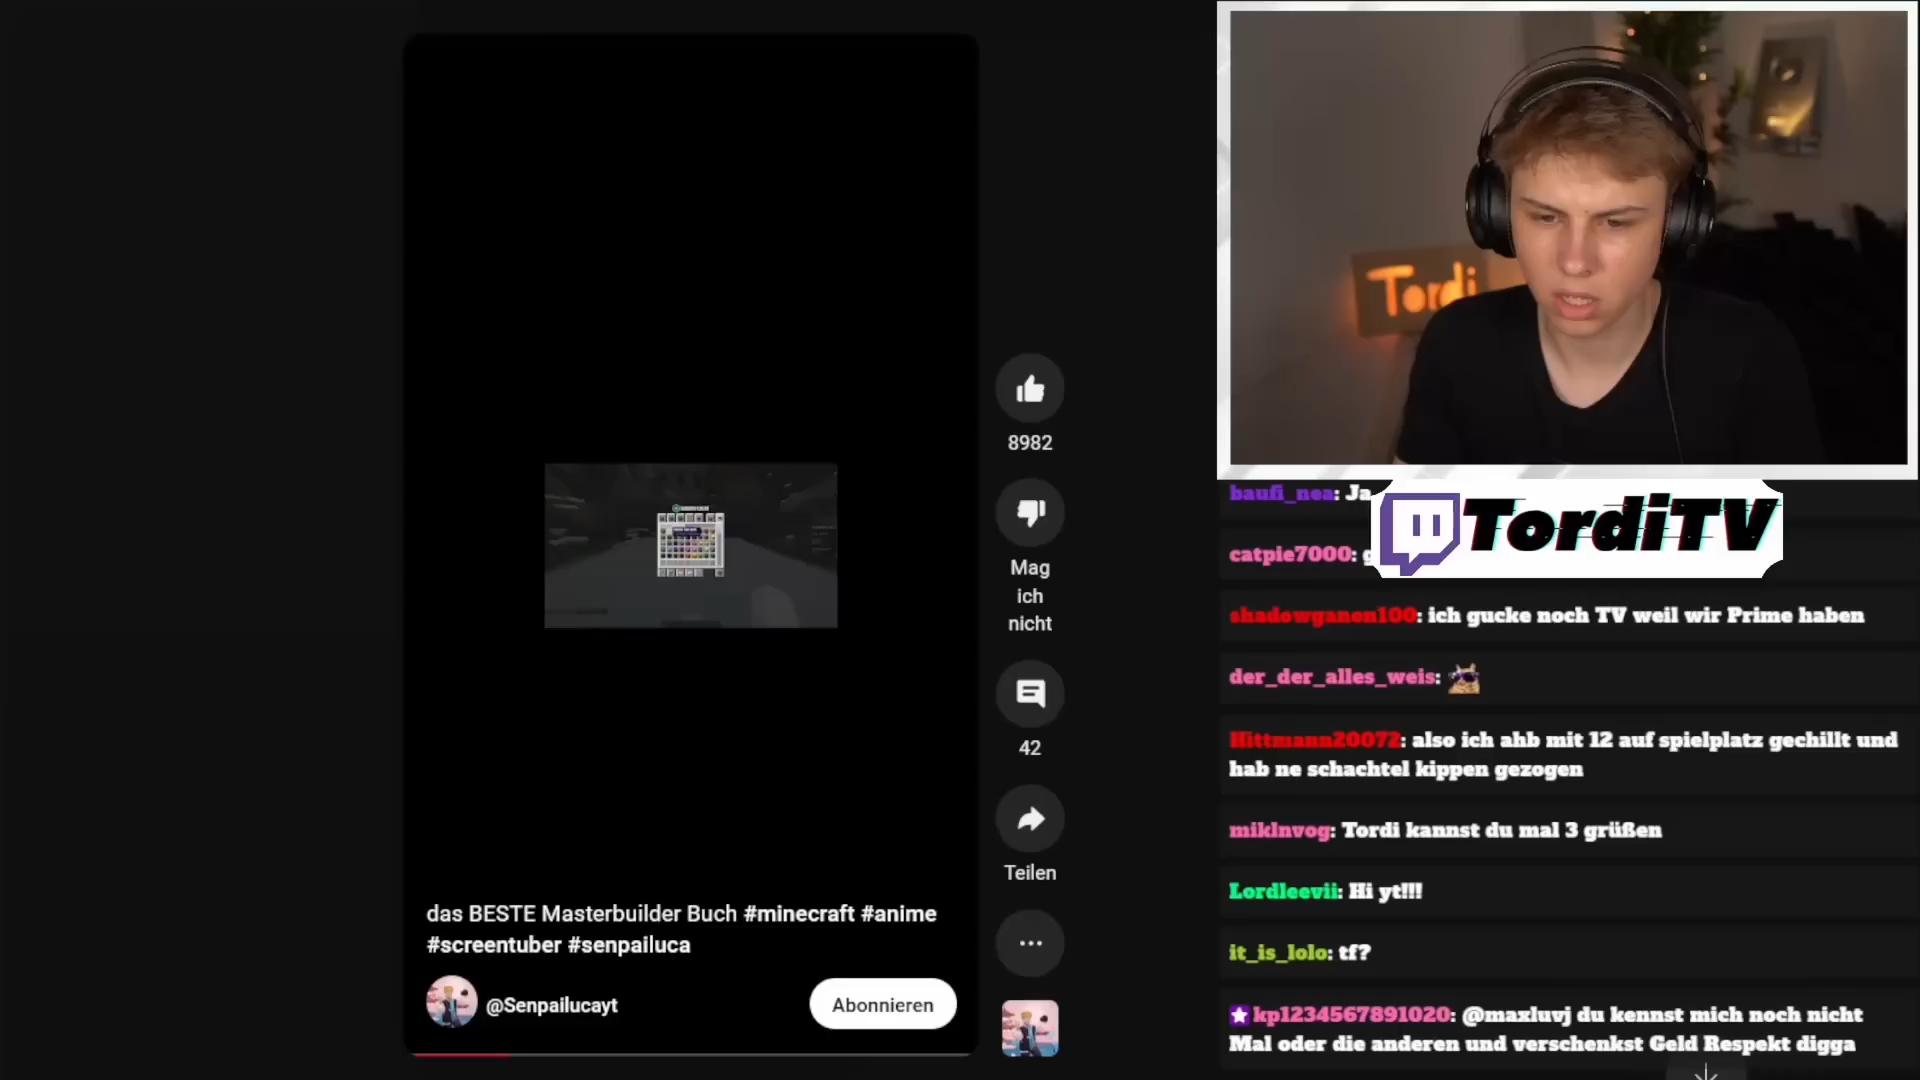 8982
Mag
ich
nicht
42
Teilen
das BESTE Masterbuilder Buch #minecraft #anime
#screentuber #senpailuca
@Senpailucayt
Abonnieren
Tordi
baufi_nea: Ja
TordiTV
catpie7000:
shadowganon100: ich gucke noch TV weil wir Prime haben
der_der_alles_weis:
Hittmann20072: also ich ahb mit 12 auf spielplatz gechillt und
hab ne schachtel kippen gezogen
miklnvog: Tordi kannst du mal 3 grüßen
Lordleevii: Hi yt!!!
it_is_lolo: tf?
kp1234567891020: @maxluvj du kennst mich noch nicht
Mal oder die anderen und verschenkst Geld Respekt digga